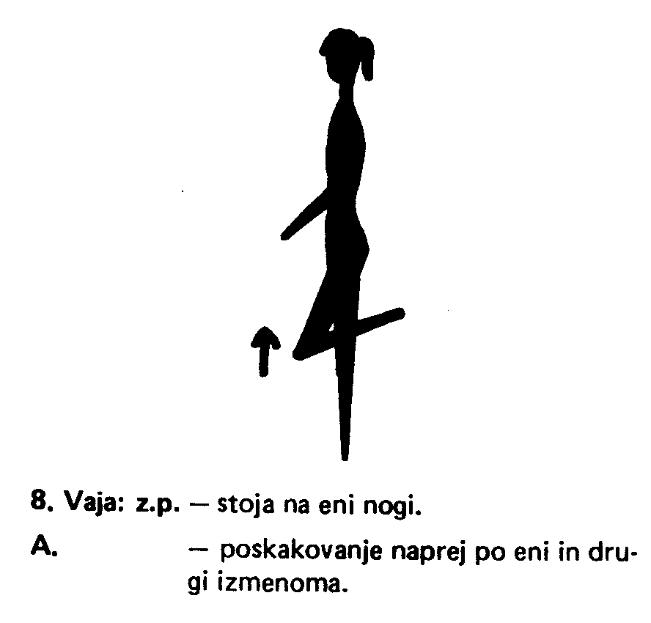 8. Vaja: z.p. — stoja na eni nogi.
A. — poskakovanje naprej po eni in dru-
gi izmenoma.